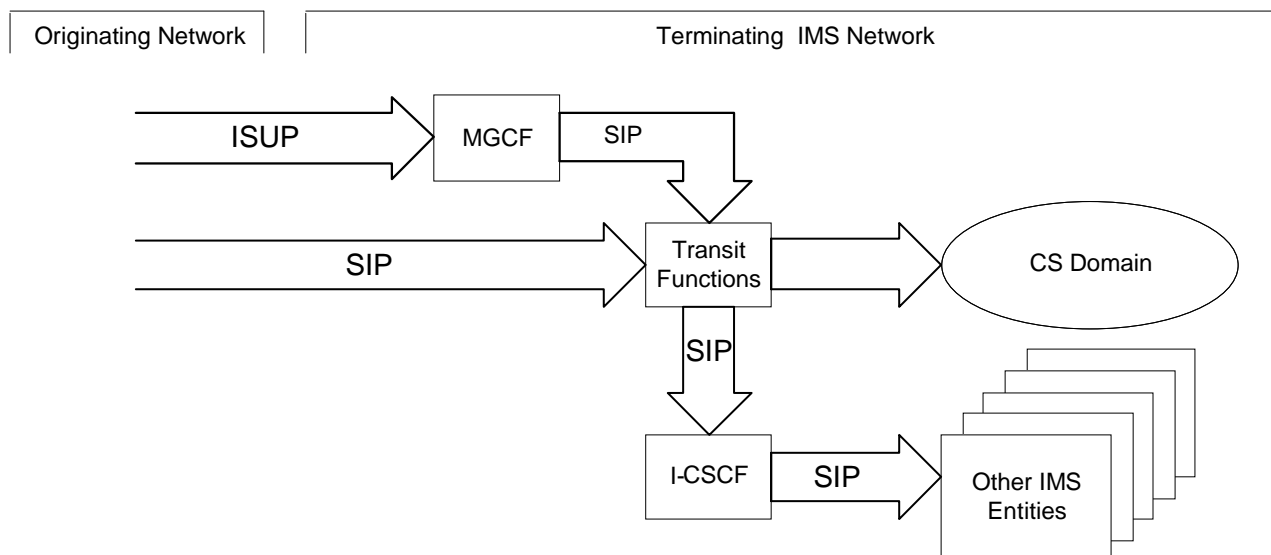 Originating Network
Terminating IMS Network
ISUP
MGCF
SIP
SIP
Transit
Functions
CS Domain
SIP
I-CSCF
SIP
Other IMS
Entities